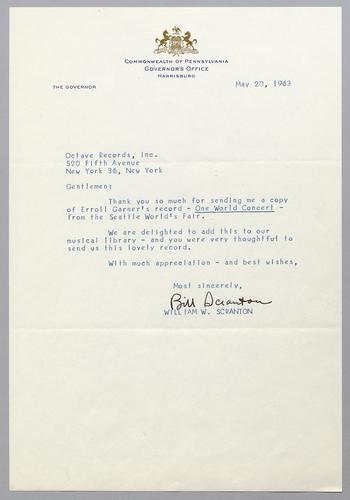 COMMONWEALTH OF PENNSYLVANIA
GOVERNOR'S OFFICE
HARRISBURG
THE GOVERNOR
May 20, 1963
Octave Records, Inc.
520 Fifth Avenue
New York 36, New York
Gentlemen:
Thank you so much for sending me a copy
of Erroll Garner's record - One World Concert -
from the Seattle World's Fair.
We are delighted to add this to our
musical library - and you were very thoughtful to
send us this lovely record.
With much appreciation - and best wishes,
Most sincerely,
Bill Scranton
WILLIAM W. SCRANTON